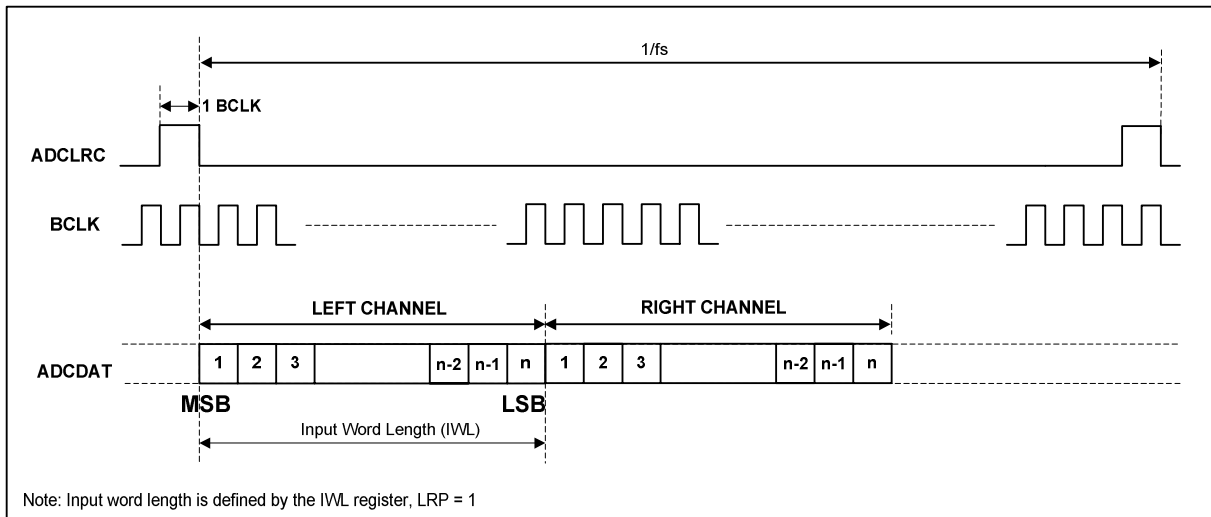 1/fs
1 BCLK
ADCLRC
BCLK
LEFT CHANNEL RIGHT CHANNEL
ADCDAT 1 2 3 n-2 n-1 n 1 2 3 n-2 n-1 n
MSB LSB
Input Word Length (IWL)
Note: Input word length is defined by the IWL register, LRP = 1